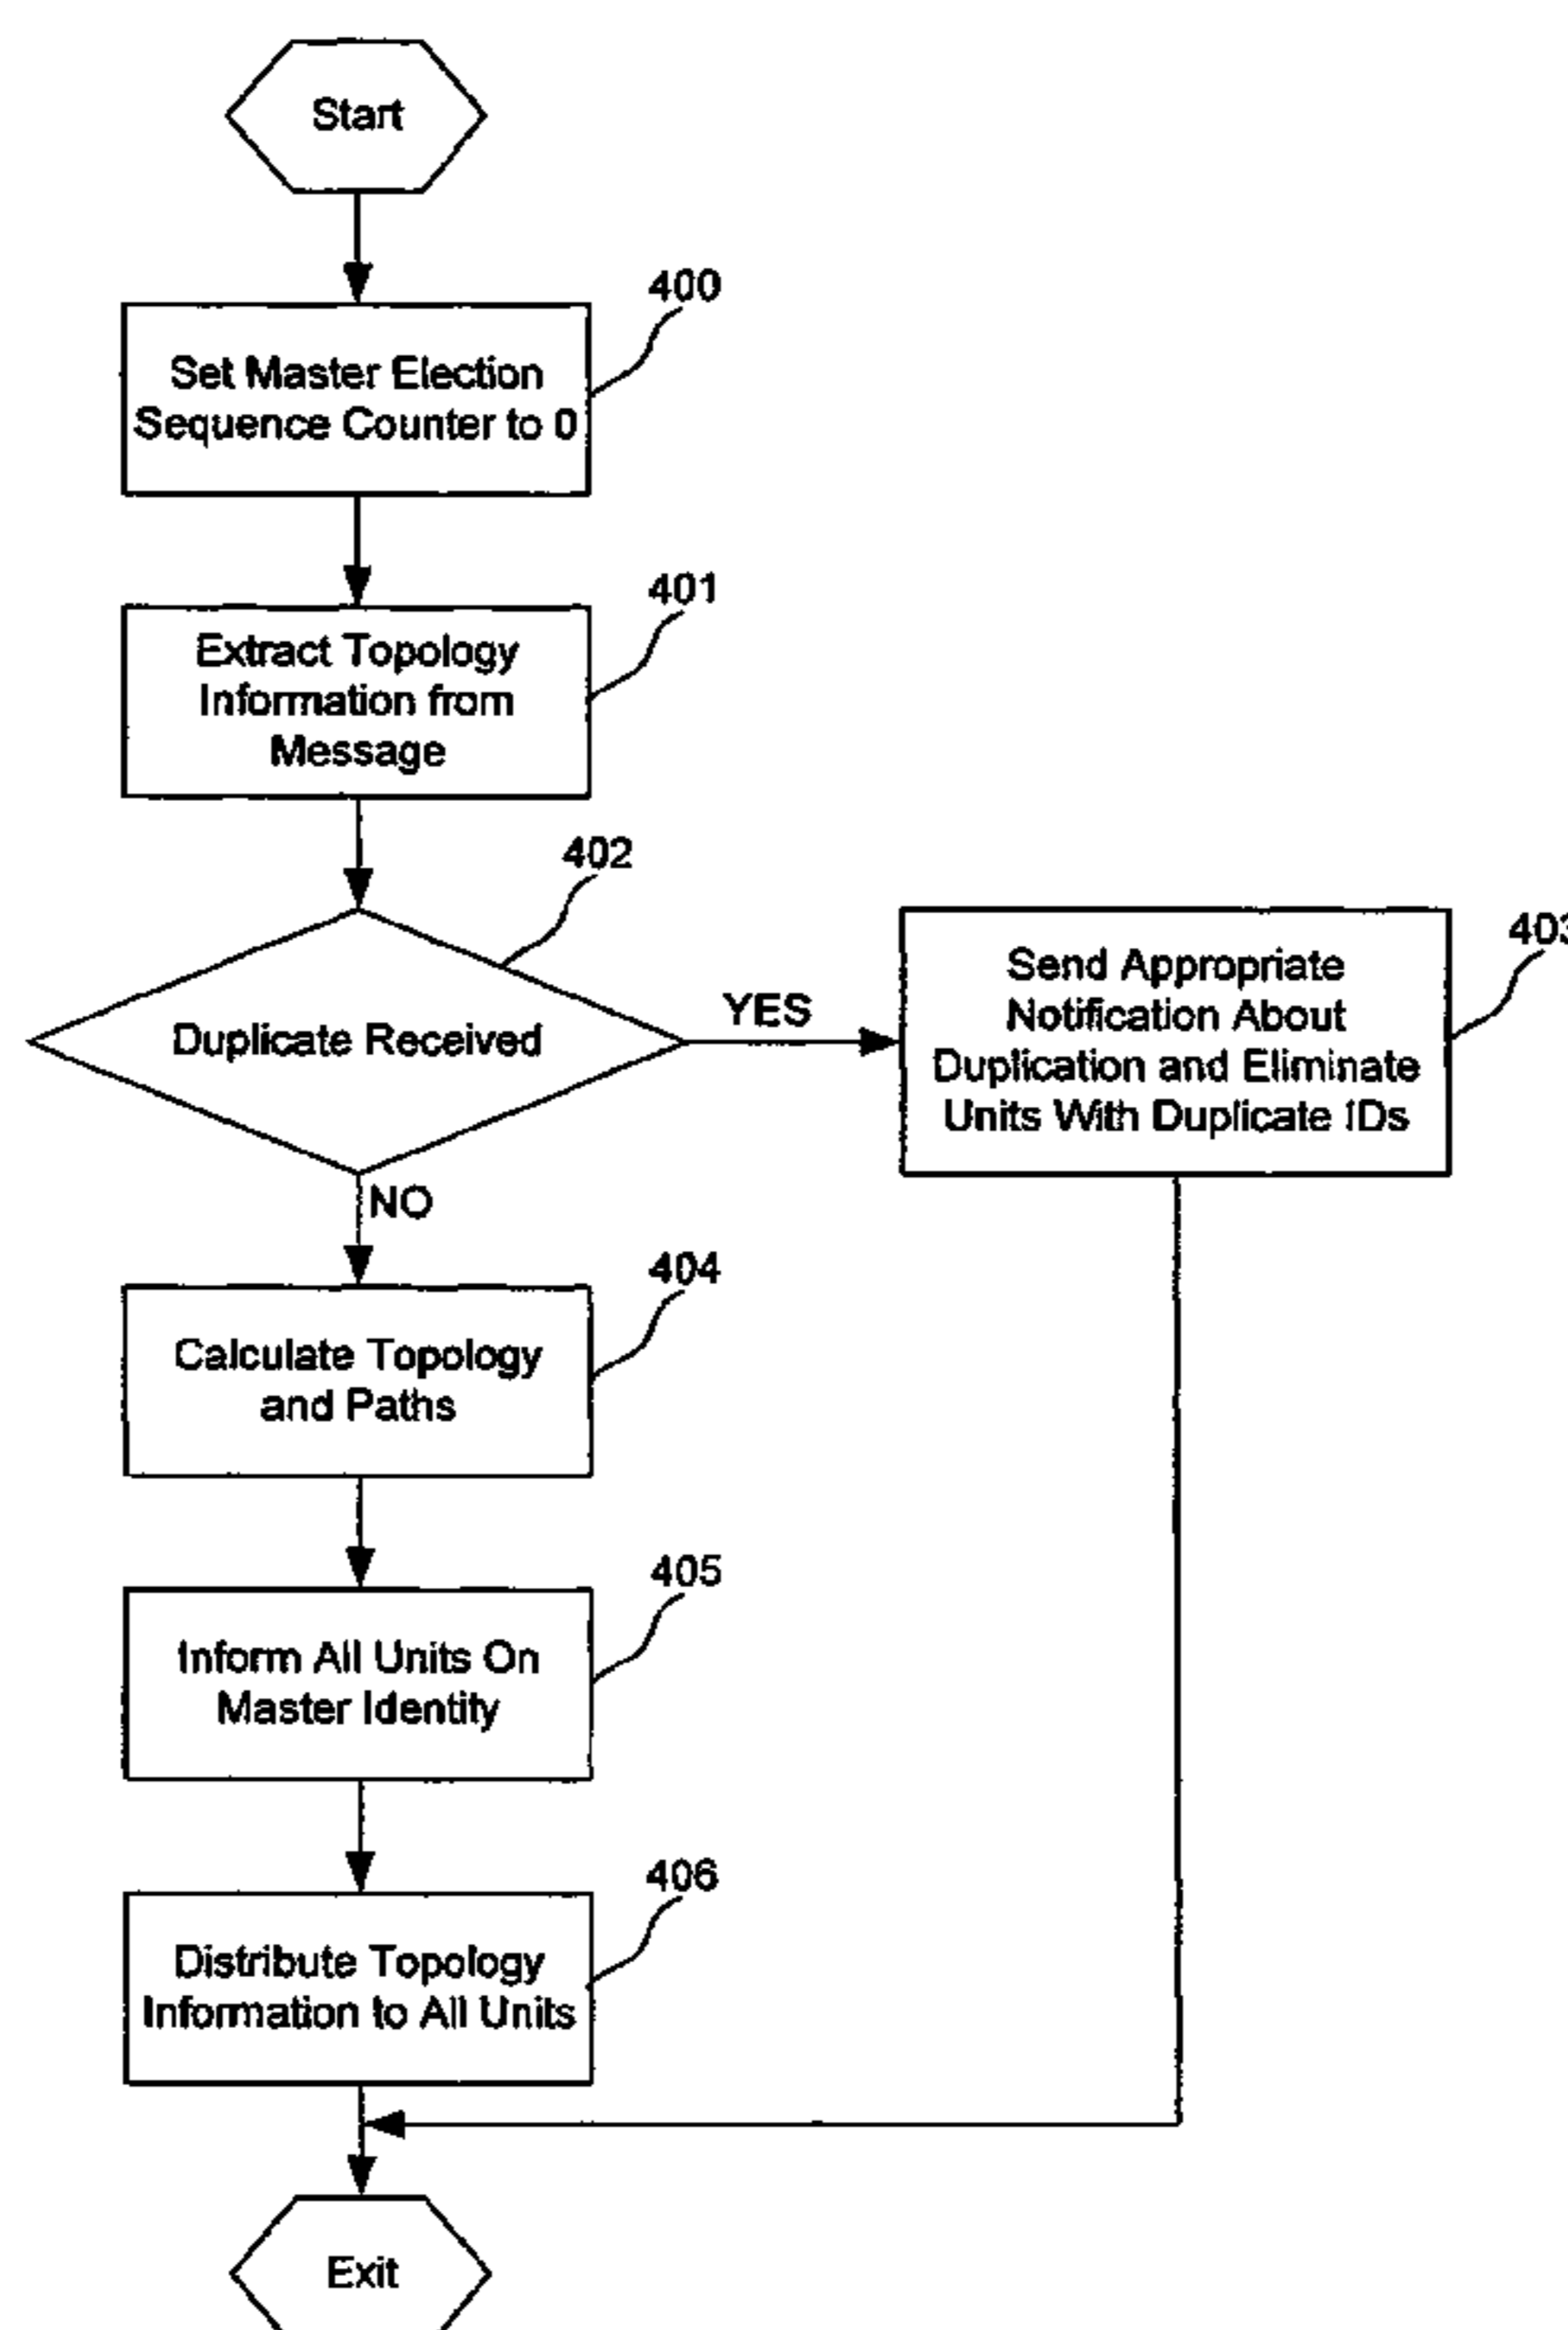 Start
400
Set Master Election
Sequence Counter to 0
401
Extract Topology
Information from
Message
402
Duplicate Received
YES
403
Send Appropriate
Notification About
Duplication and Eliminate
Units With Duplicate IDs
NO
404
Calculate Topology
and Paths
405
Inform All Units On
Master Identity
406
Distribute Topology
Information to All Units
Exit